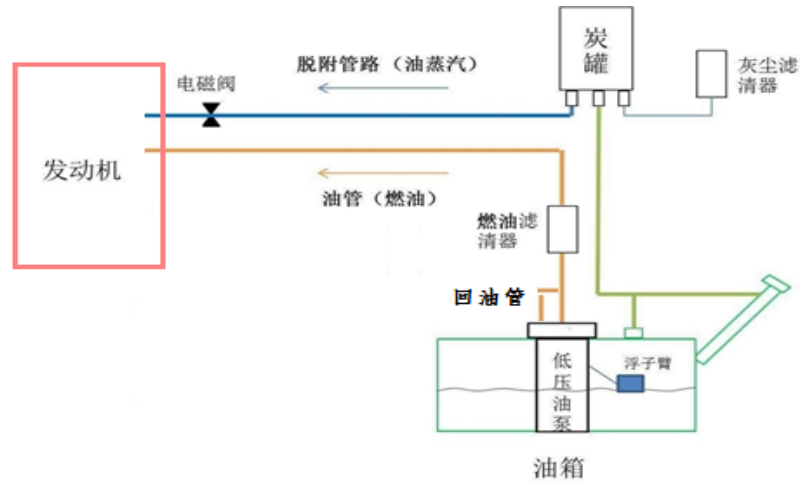 炭
罐
脱附管路（油蒸汽）
电磁阀
灰尘滤
清器
发动机
油管（燃油）
燃油滤
清器
回油管
低
压
油
泵
浮子臂
油箱